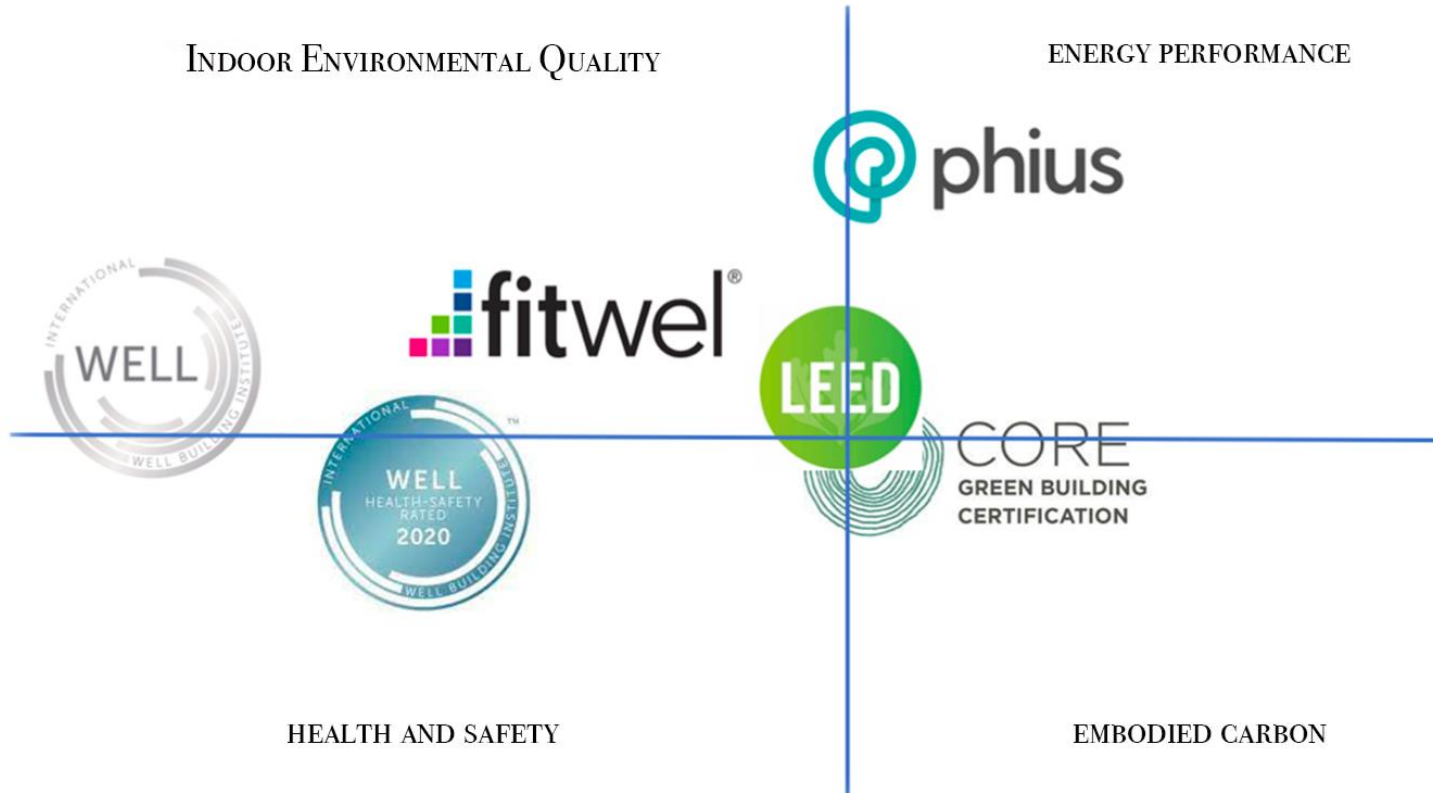 Indoor Environmental Quality
ENERGY PERFORMANCE
phius
INTERNATIONAL
WELL
WELL BUILDING INSTITUTE
fitwel®
LEED
CORE
GREEN BUILDING
CERTIFICATION
INTERNATIONAL
™
WELL
HEALTH-SAFETY
RATED
2020
WELL BUILDING INSTITUTE
HEALTH AND SAFETY
EMBODIED CARBON